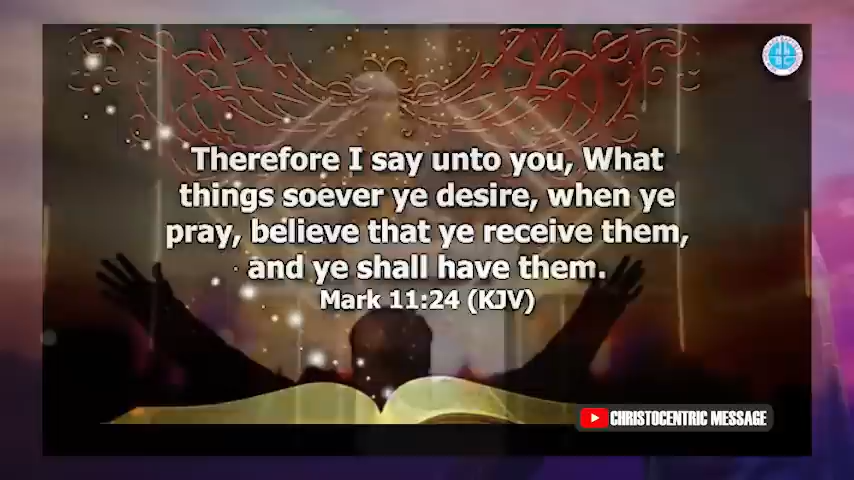 Therefore I say unto you, What
things soever ye desire, when ye
pray, believe that ye receive them,
and ye shall have them.
Mark 11:24 (KJV)
CHRISTOCENTRIC MESSAGE